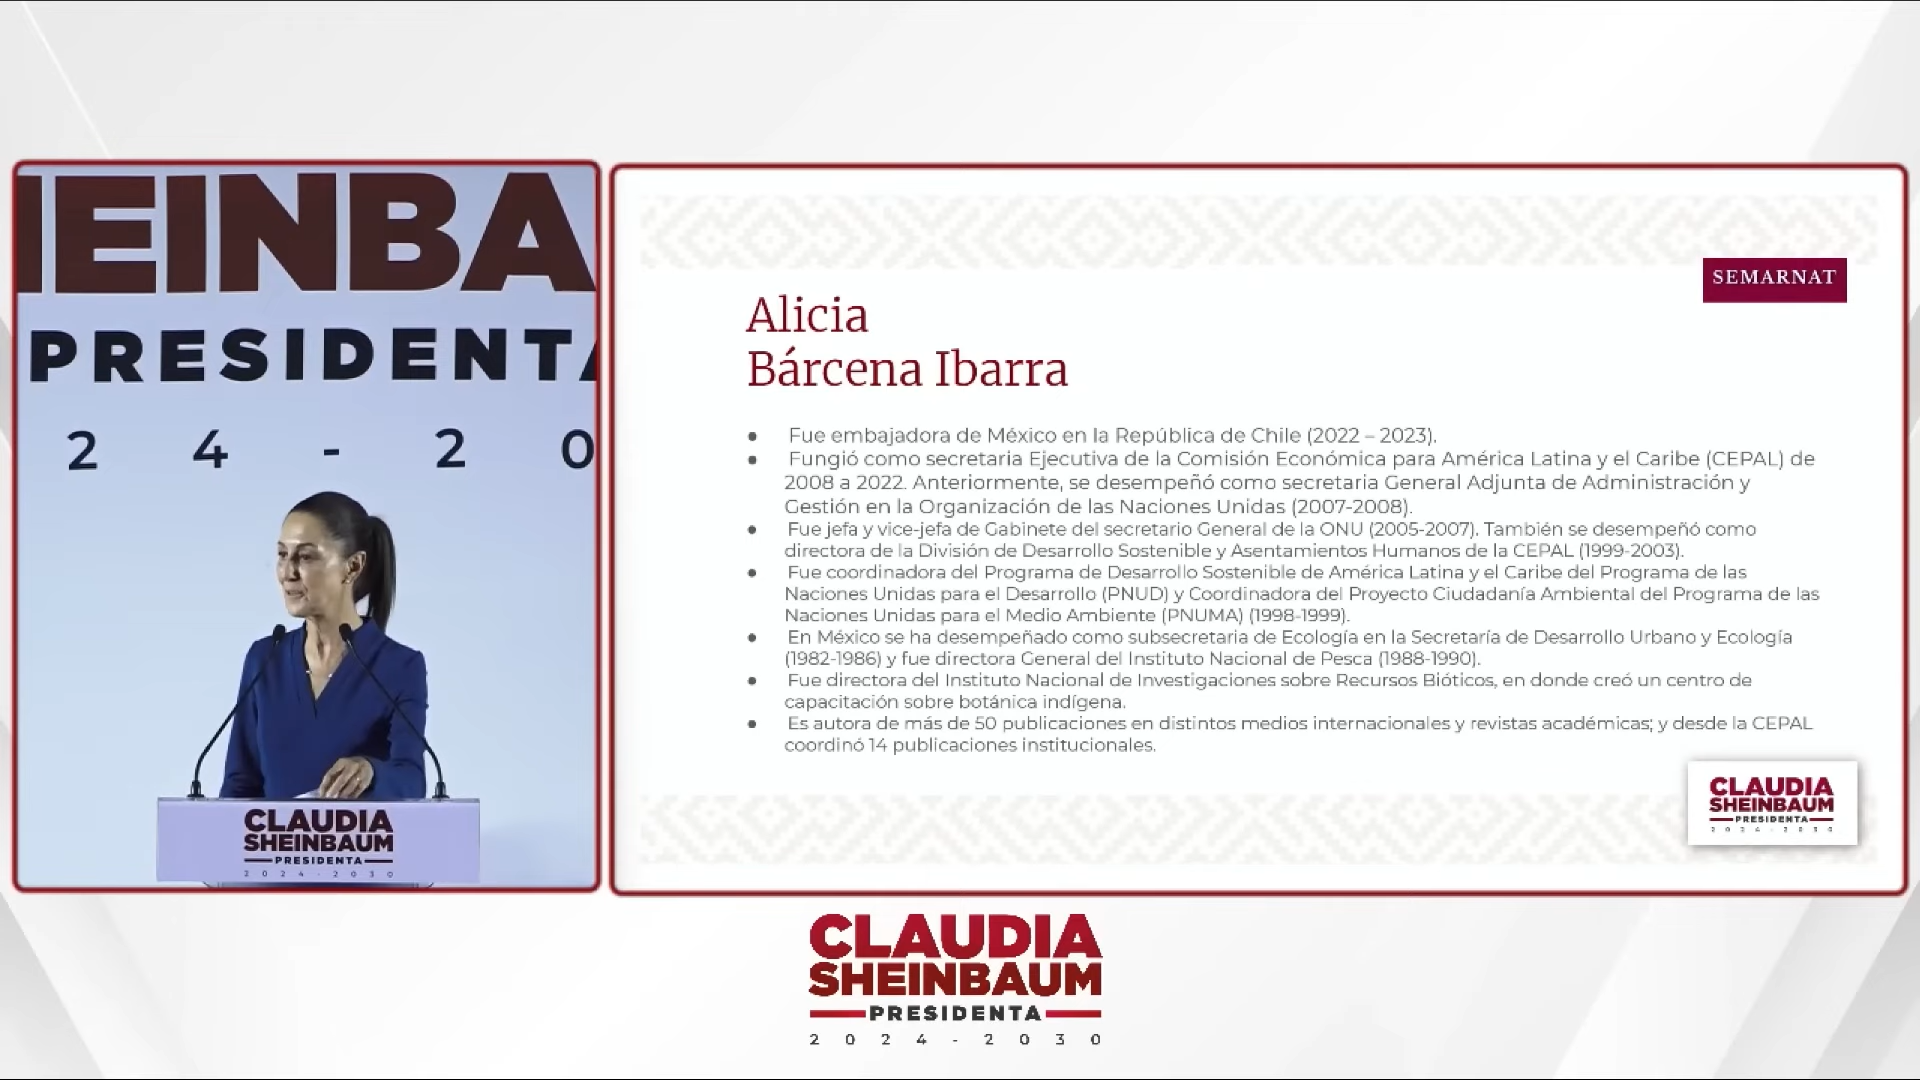 HEINBA
PRESIDENTA
2 4 - 2 0
CLAUDIA
SHEINBAUM
PRESIDENTA
2 0 2 4 - 2 0 3 0
SEMARNAT
Alicia
Bárcena Ibarra
● Fue embajadora de México en la República de Chile (2022 – 2023).
● Fungió como secretaria Ejecutiva de la Comisión Económica para América Latina y el Caribe (CEPAL) de
2008 a 2022. Anteriormente, se desempeñó como secretaria General Adjunta de Administración y
Gestión en la Organización de las Naciones Unidas (2007-2008).
● Fue jefa y vice-jefa de Gabinete del secretario General de la ONU (2005-2007). También se desempeñó como
directora de la División de Desarrollo Sostenible y Asentamientos Humanos de la CEPAL (1999-2003).
● Fue coordinadora del Programa de Desarrollo Sostenible de América Latina y el Caribe del Programa de las
Naciones Unidas para el Desarrollo (PNUD) y Coordinadora del Proyecto Ciudadanía Ambiental del Programa de las
Naciones Unidas para el Medio Ambiente (PNUMA) (1998-1999).
● En México se ha desempeñado como subsecretaria de Ecología en la Secretaría de Desarrollo Urbano y Ecología
(1982-1986) y fue directora General del Instituto Nacional de Pesca (1988-1990).
● Fue directora del Instituto Nacional de Investigaciones sobre Recursos Bióticos, en donde creó un centro de
capacitación sobre botánica indígena.
● Es autora de más de 50 publicaciones en distintos medios internacionales y revistas académicas; y desde la CEPAL
coordinó 14 publicaciones institucionales.
CLAUDIA
SHEINBAUM
PRESIDENTA
2 0 2 4 - 2 0 3 0
CLAUDIA
SHEINBAUM
PRESIDENTA
2 0 2 4 - 2 0 3 0